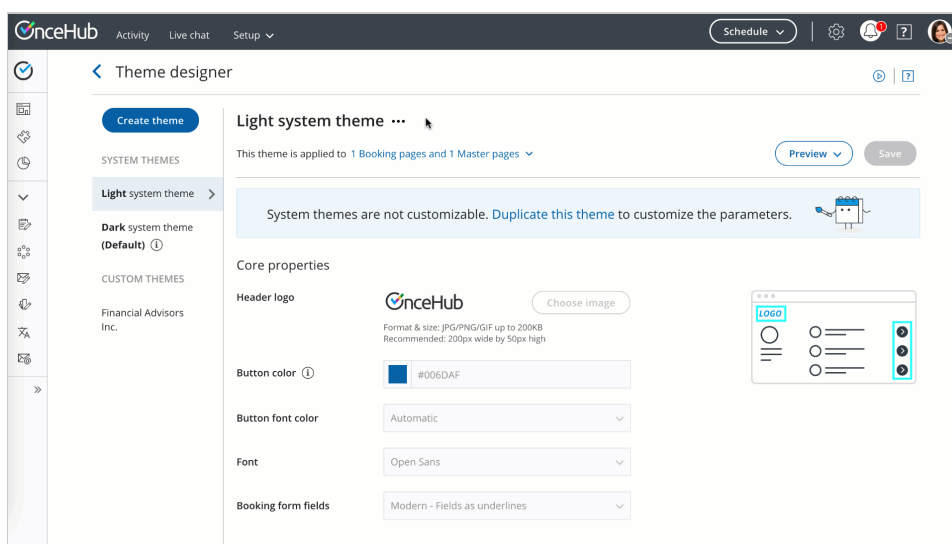 OnceHub Activity Live chat Setup Schedule 1 ?
Theme designer ?
Create theme
SYSTEM THEMES
Light system theme
Dark system theme
(Default) i
CUSTOM THEMES
Financial Advisors
Inc.
Light system theme ...
This theme is applied to 1 Booking pages and 1 Master pages
Preview Save
System themes are not customizable. Duplicate this theme to customize the parameters.
Core properties
Header logo
OnceHub
Choose image
Format & size: JPG/PNG/GIF up to 200KB
Recommended: 200px wide by 50px high
LOGO
Button color i
#006DAF
Button font color
Automatic
Font
Open Sans
Booking form fields
Modern - Fields as underlines